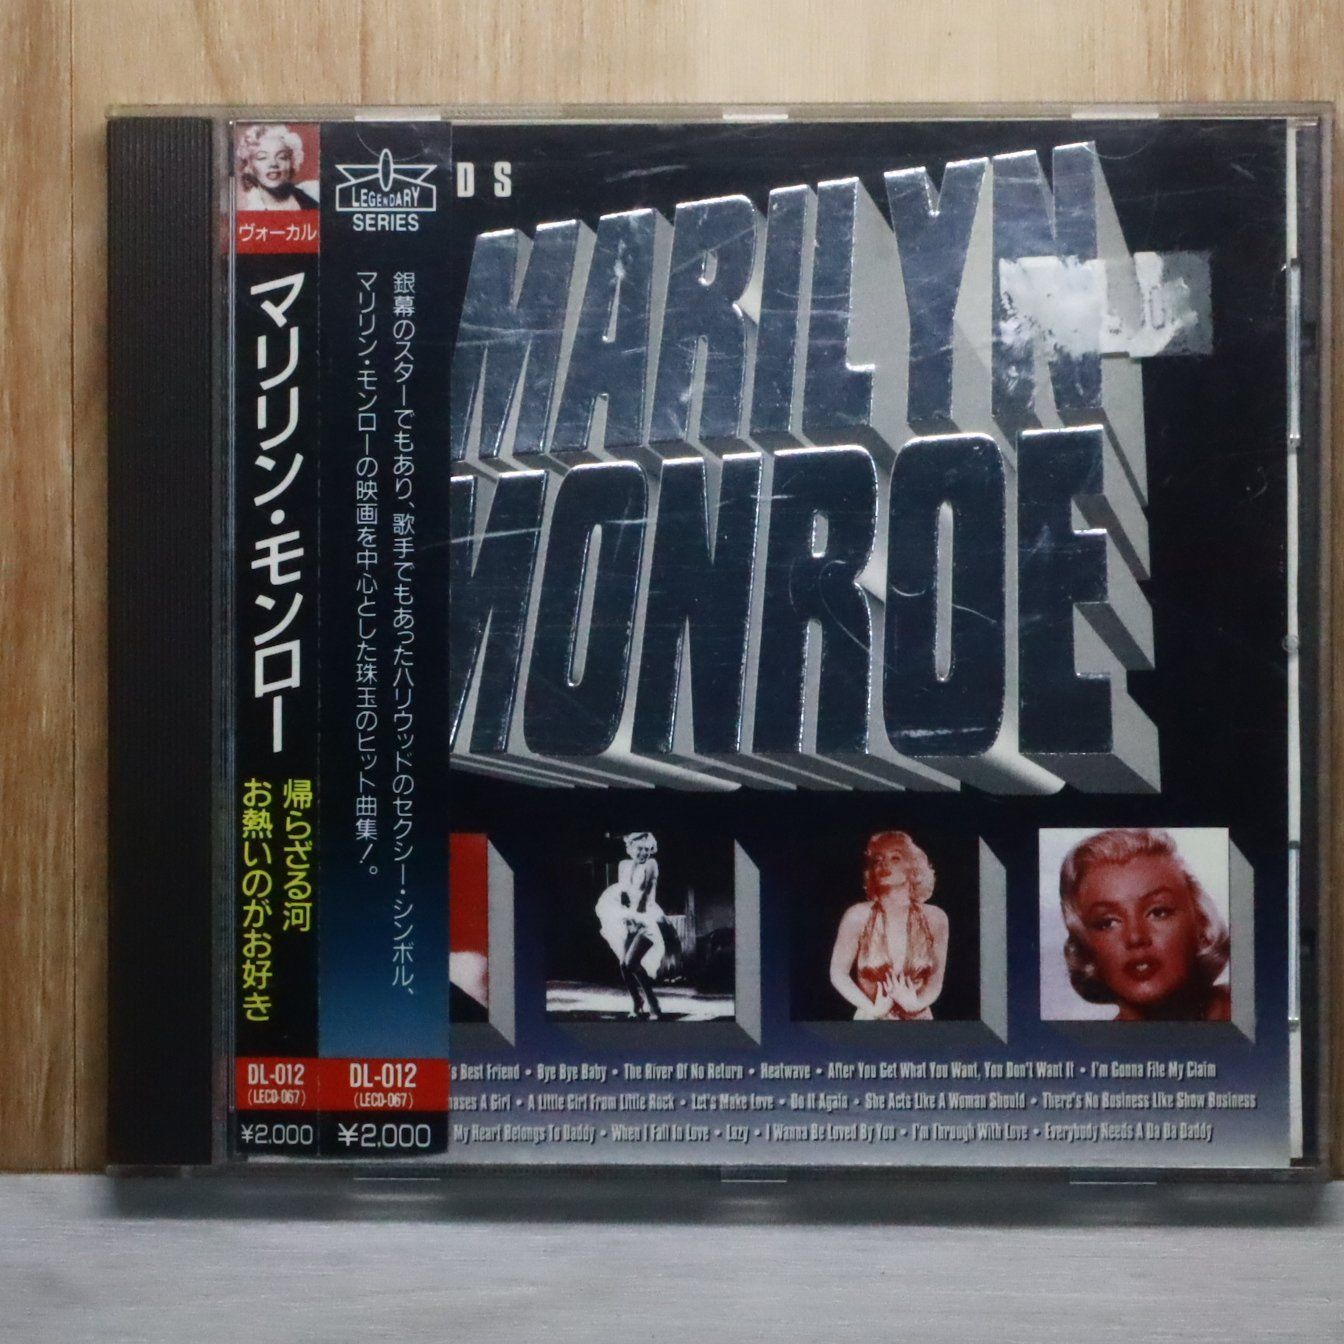 ヴォーカル
マリリン・モンロー
帰らざる河
お熱いのがお好き
DL-012
(LECD-067)
¥2,000
LEGENDARY
SERIES
銀幕のスターでもあり、歌手でもあったハリウッドのセクシー・シンボル、
マリリン・モンローの映画を中心とした珠玉のヒット曲集!。
DL-012
(LECD-067)
¥2,000
DS
MARILYN
MONROE
's Best Friend • Bye Bye Baby • The River Of No Return • Heatwave • After You Get What You Want, You Don't Want It • I'm Gonna File My Claim
hases A Girl • A Little Girl From Little Rock • Let's Make Love • Do It Again • She Acts Like A Woman Should • There's No Business Like Show Business
My Heart Belongs To Daddy • When I Fall In Love • Lazy • I Wanna Be Loved By You • I'm Through With Love • Everybody Needs A Da Da Daddy